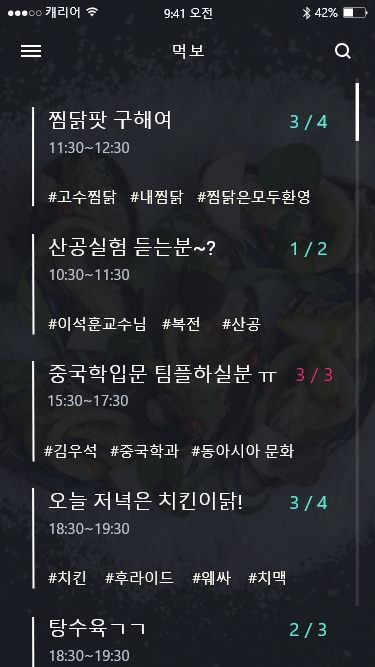 캐리어 9:41 오전 42%
먹보
찜닭팟 구해여 3 / 4
11:30~12:30
#고수찜닭 #내찜닭 #찜닭은모두환영
산공실험 듣는분~? 1 / 2
10:30~11:30
#이석훈교수님 #복전 #산공
중국학입문 팀플하실분 ㅠ 3 / 3
15:30~17:30
#김우석 #중국학과 #동아시아 문화
오늘 저녁은 치킨이닭! 3 / 4
18:30~19:30
#치킨 #후라이드 #웨싸 #치맥
탕수육ㄱㄱ 2 / 3
18:30~19:30